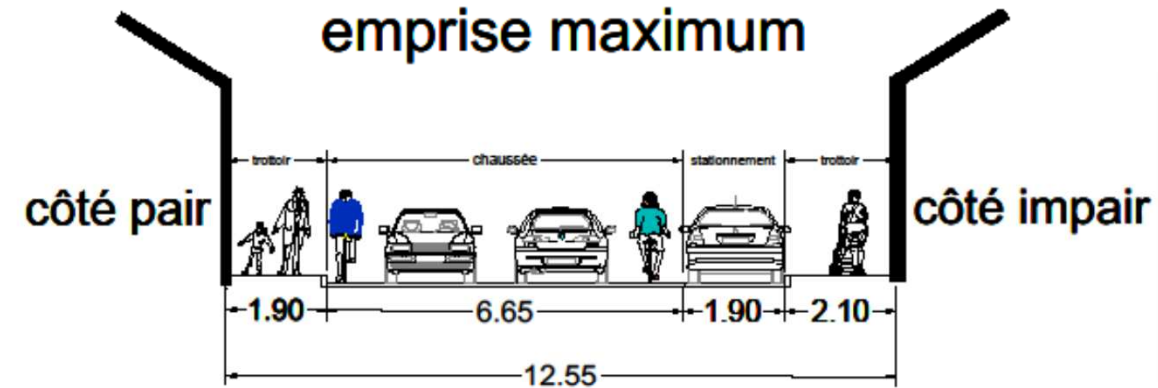 emprise maximum
trottoir chaussée stationnement trottoir
côté pair côté impair
1.90 6.65 1.90 2.10
12.55